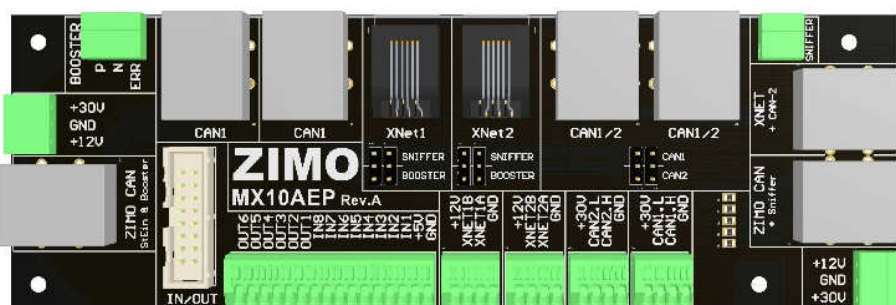 BOOSTER
P
N
ERR
SNIFFER
+30V
GND
+12V
CAN1
CAN1
XNet1
XNet2
CAN1/2
CAN1/2
XNET
+ CAN-2
ZIMO CAN
StEin & Booster
ZIMO
MX10AEP Rev.A
SNIFFER
BOOSTER
SNIFFER
BOOSTER
CAN1
CAN2
ZIMO CAN
+ Sniffer
OUT6
OUT5
OUT4
OUT3
OUT2
OUT1
IN8
IN7
IN6
IN5
IN4
IN3
IN2
IN1
+5V
GND
+12V
XNET1B
XNET1A
GND
+12V
XNET2B
XNET2A
GND
+30V
CAN2.L
CAN2.H
GND
+30V
CAN1.L
CAN1.H
GND
+12V
GND
+30V
IN/OUT